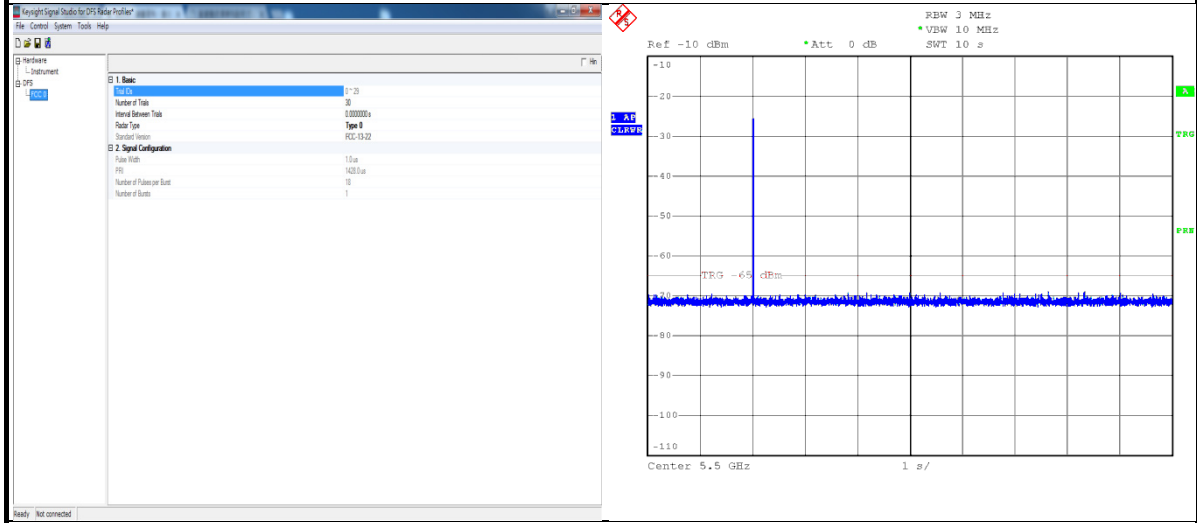 Keysight Signal Studio for DFS Radar Profiles*
File Control System Tools Help
Hardware
Instrument
DFS
FCC 0
Hin
1. Basic
Trial IDs 0 ~ 29
Number of Trials 30
Interval Between Trials 0.0000000 s
Radar Type Type 0
Standard Version FCC-13-22
2. Signal Configuration
Pulse Width 1.0 us
PRI 1428.0 us
Number of Pulses per Burst 18
Number of Bursts 1
Ready Not connected
R S
RBW 3 MHz
*VBW 10 MHz
Ref -10 dBm *Att 0 dB SWT 10 s
-10
A
-20
1 AP
CLRWR
-30
TRG
-40
-50
PRN
-60
TRG -65 dBm
-70
-80
-90
-100
-110
Center 5.5 GHz 1 s/